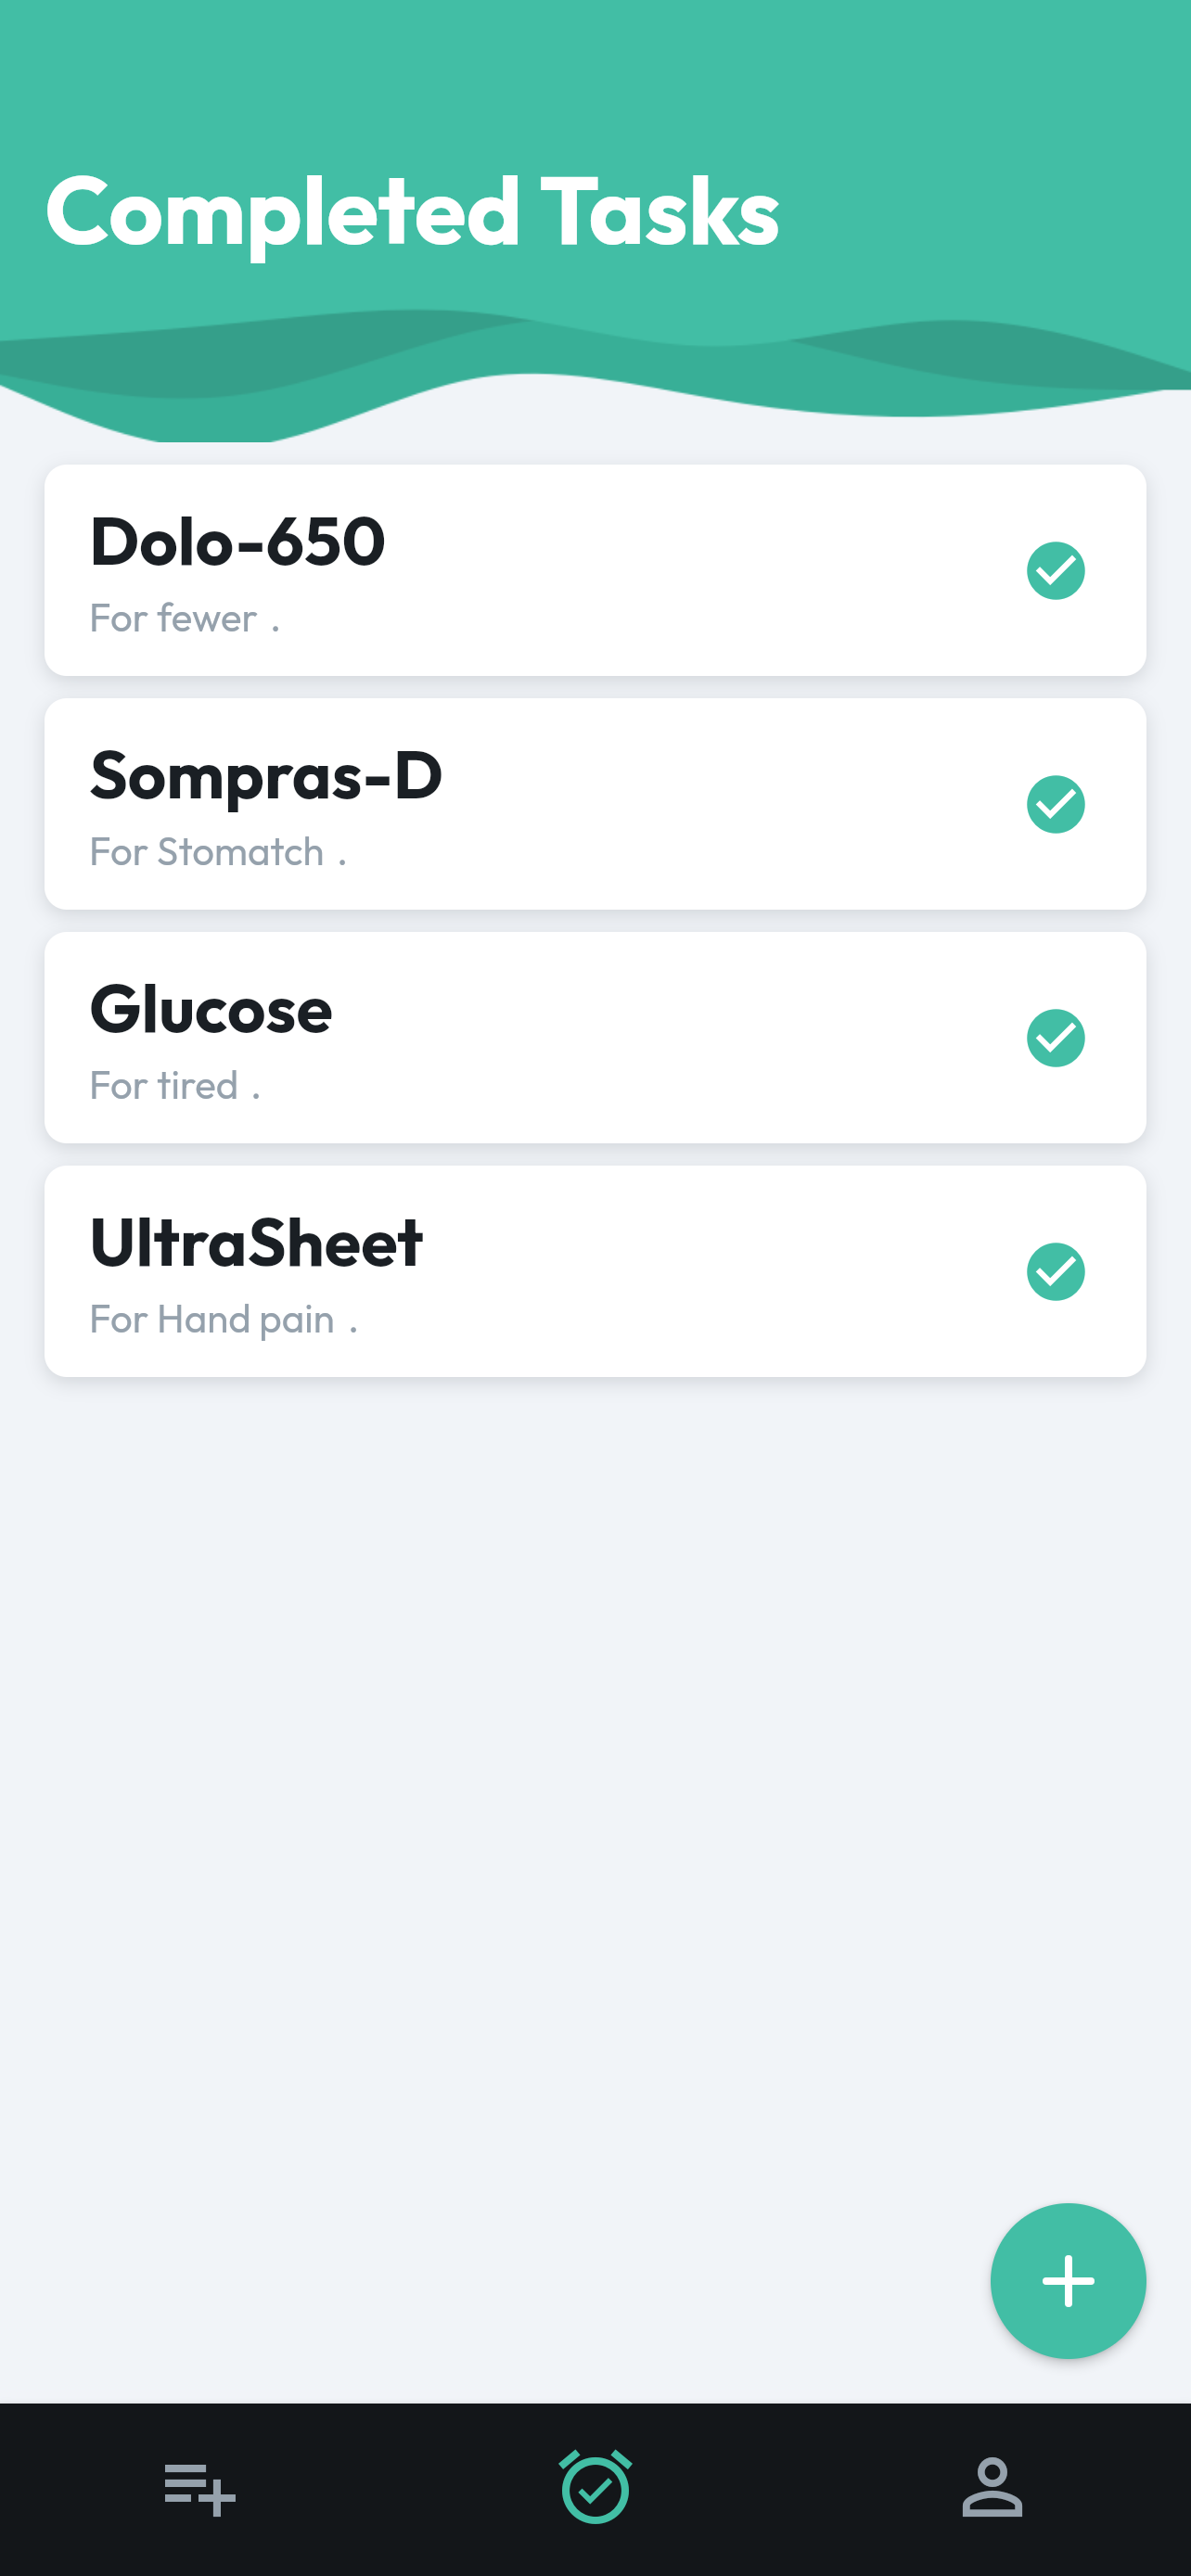 Completed Tasks
Dolo-650
For fewer .
Sompras-D
For Stomatch .
Glucose
For tired .
UltraSheet
For Hand pain .